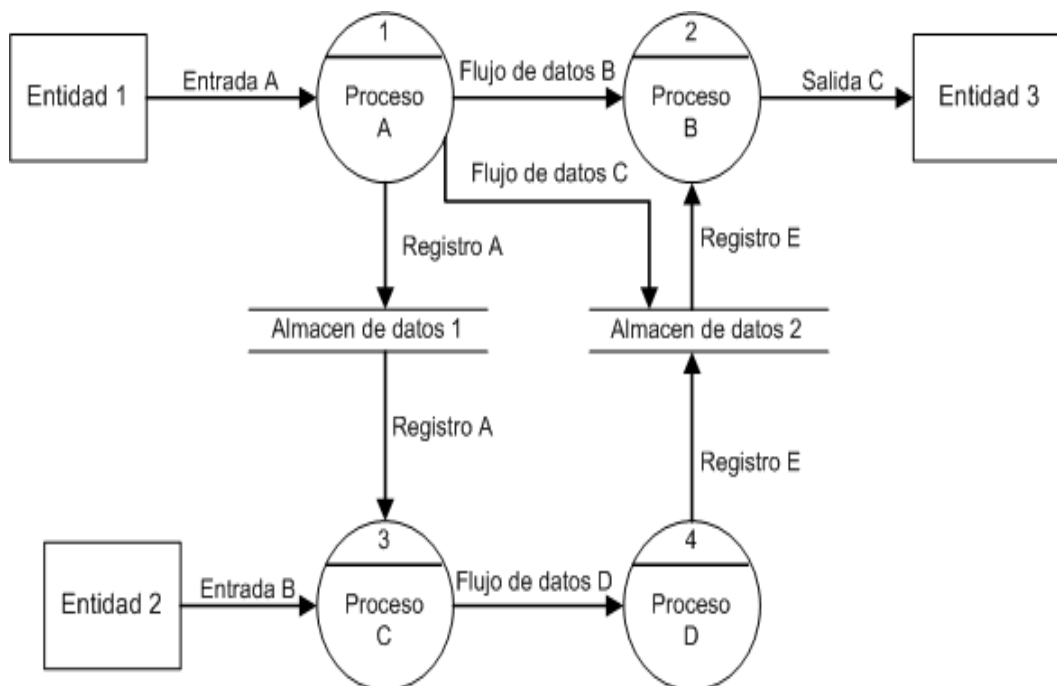 1
2
Entidad 1
Entrada A
Proceso
A
Flujo de datos B
Proceso
B
Salida C
Entidad 3
Flujo de datos C
Registro A
Registro E
Almacen de datos 1
Almacen de datos 2
Registro A
Registro E
3
4
Entidad 2
Entrada B
Proceso
C
Flujo de datos D
Proceso
D